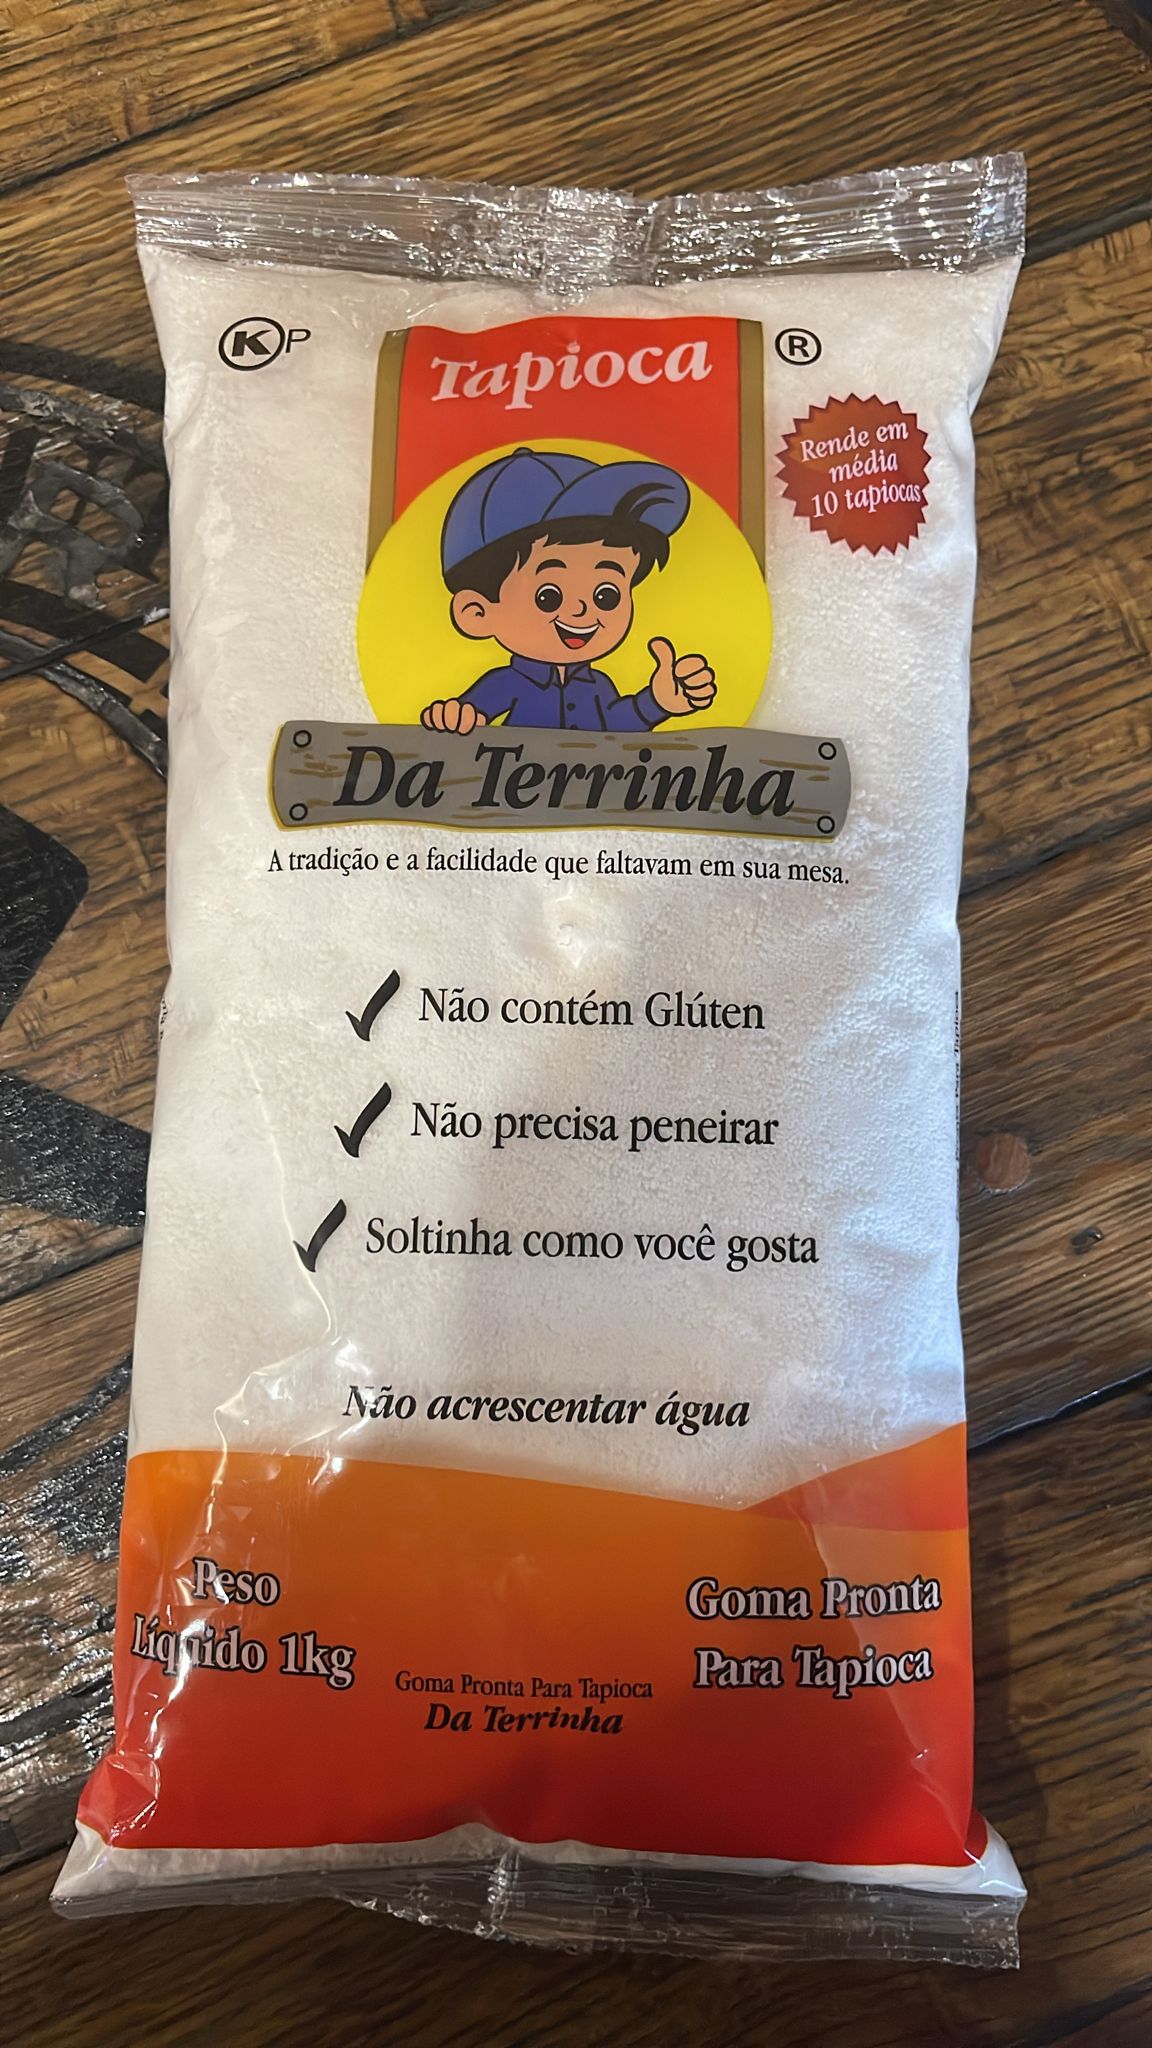 K P
Tapioca
®
Rende em
média
10 tapiocas
Da Terrinha
A tradição e a facilidade que faltavam em sua mesa.
Não contém Glúten
Não precisa peneirar
Soltinha como você gosta
Não acrescentar água
Peso
Líquido 1kg
Goma Pronta Para Tapioca
Da Terrinha
Goma Pronta
Para Tapioca